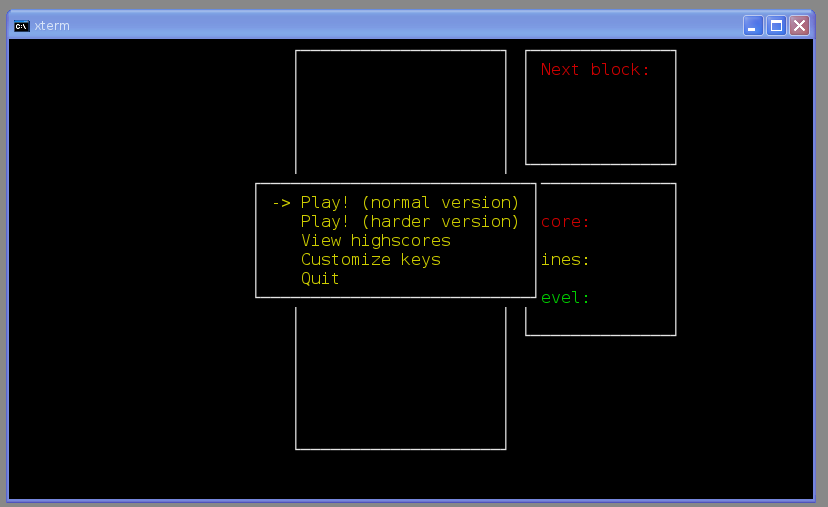 C:\ xterm
Next block:
-> Play! (normal version)
Play! (harder version)
core:
View highscores
Customize keys
ines:
Quit
evel: